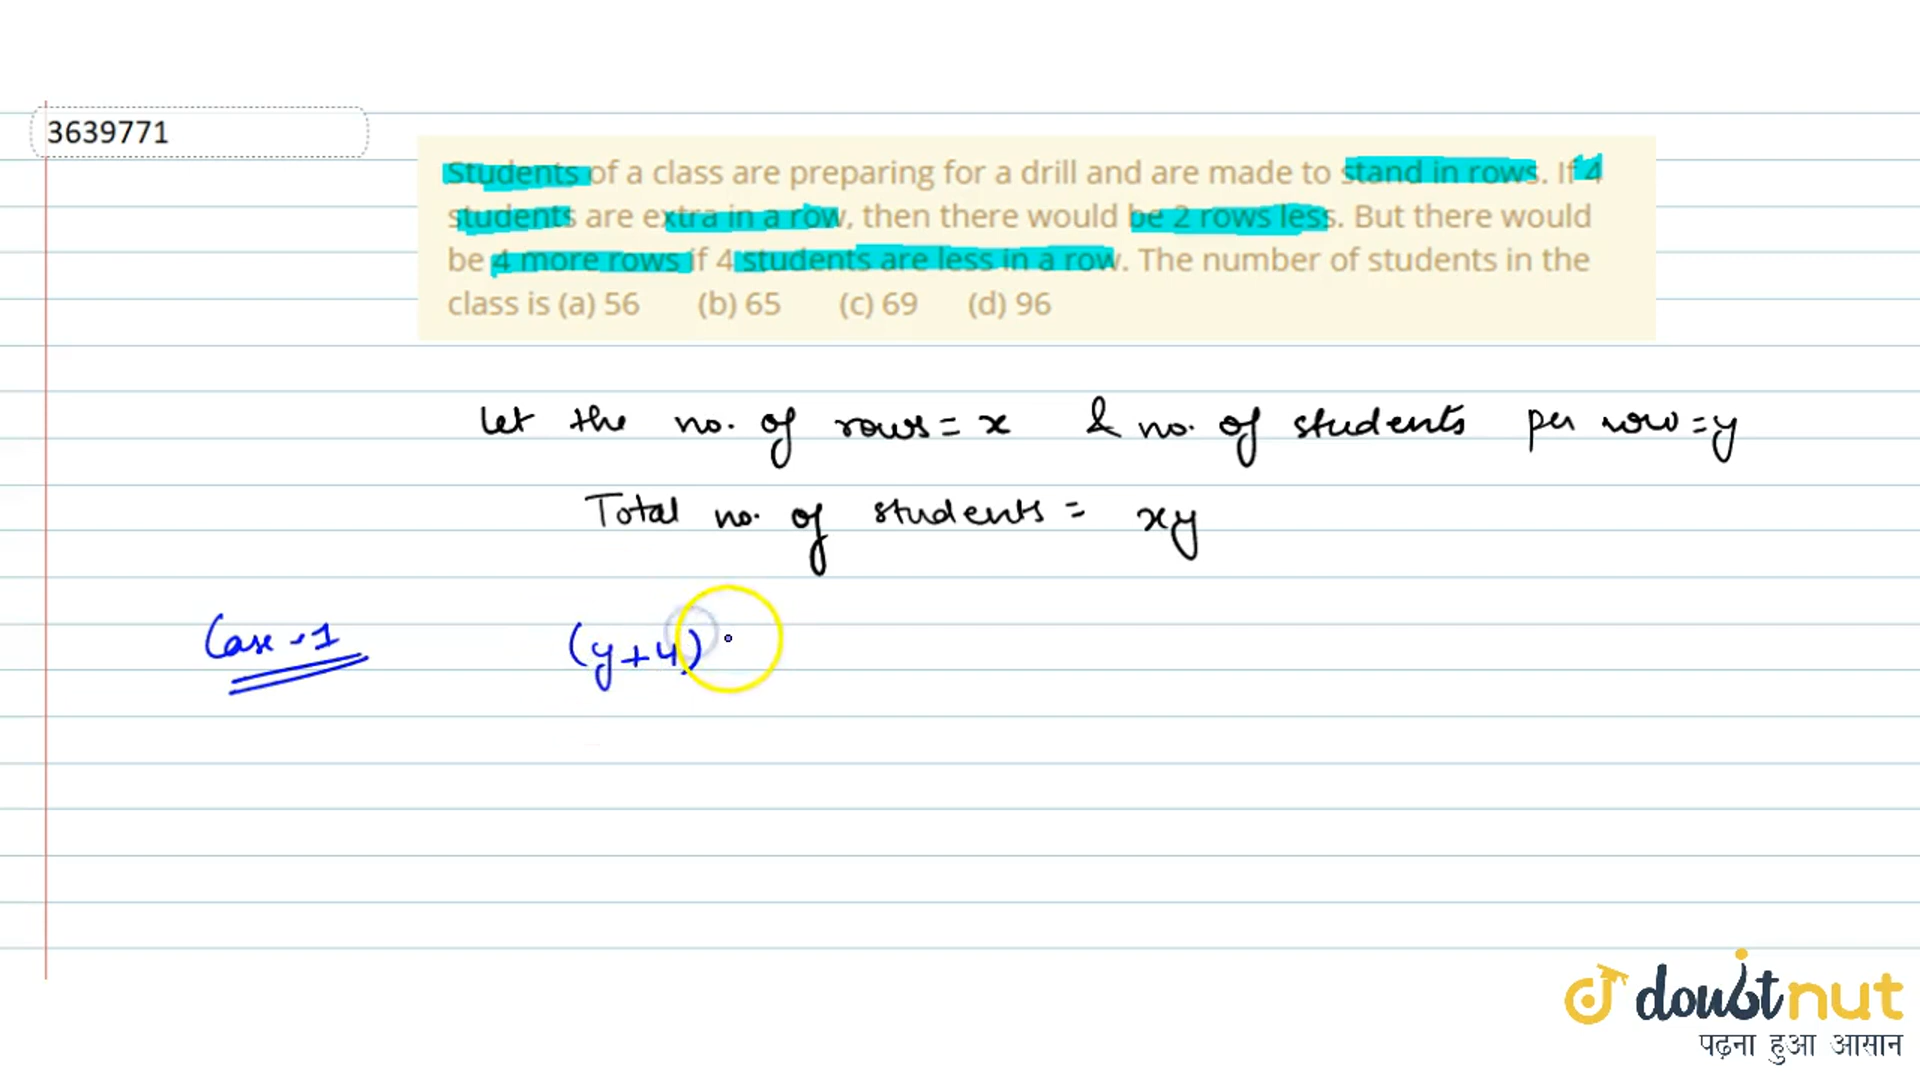 3639771
Students of a class are preparing for a drill and are made to stand in rows. If 4
students are extra in a row, then there would be 2 rows less. But there would
be 4 more rows if 4 students are less in a row. The number of students in the
class is (a) 56 (b) 65 (c) 69 (d) 96
Let the no. of rows = x & no. of students per row = y
Total no. of students = xy
Case-1 (y+4)
doubtnut
पढ़ना हुआ आसान